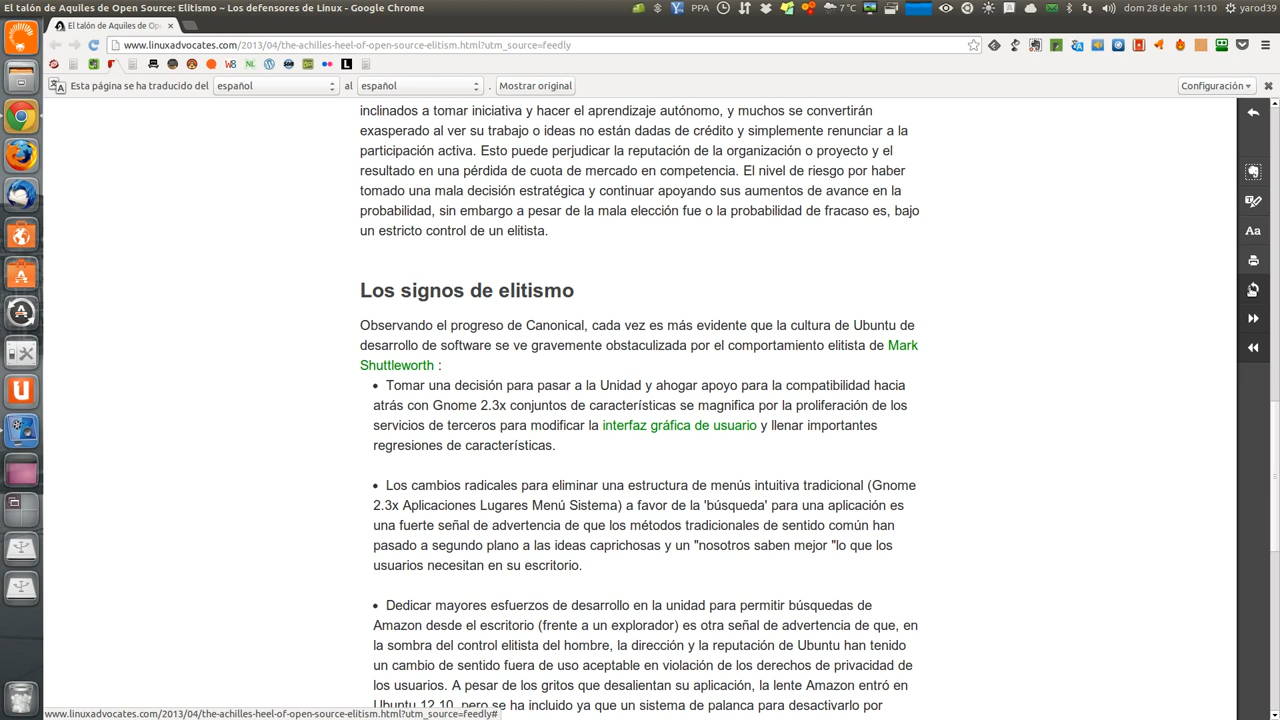 El talón de Aquiles de Open Source: Elitismo ~ Los defensores de Linux - Google Chrome
PPA
7°C
dom 28 de abr
11:10
yarod39
El talón de Aquiles de Op
www.linuxadvocates.com/2013/04/the-achilles-heel-of-open-source-elitism.html?utm_source=feedly
W8
NL
L
Esta página se ha traducido del
español
al
español
.
Mostrar original
Configuración
inclinados a tomar iniciativa y hacer el aprendizaje autónomo, y muchos se convertirán
exasperado al ver su trabajo o ideas no están dadas de crédito y simplemente renunciar a la
participación activa. Esto puede perjudicar la reputación de la organización o proyecto y el
resultado en una pérdida de cuota de mercado en competencia. El nivel de riesgo por haber
tomado una mala decisión estratégica y continuar apoyando sus aumentos de avance en la
probabilidad, sin embargo a pesar de la mala elección fue o la probabilidad de fracaso es, bajo
un estricto control de un elitista.
Los signos de elitismo
Observando el progreso de Canonical, cada vez es más evidente que la cultura de Ubuntu de
desarrollo de software se ve gravemente obstaculizada por el comportamiento elitista de Mark
Shuttleworth :
• Tomar una decisión para pasar a la Unidad y ahogar apoyo para la compatibilidad hacia
atrás con Gnome 2.3x conjuntos de características se magnifica por la proliferación de los
servicios de terceros para modificar la interfaz gráfica de usuario y llenar importantes
regresiones de características.
• Los cambios radicales para eliminar una estructura de menús intuitiva tradicional (Gnome
2.3x Aplicaciones Lugares Menú Sistema) a favor de la 'búsqueda' para una aplicación es
una fuerte señal de advertencia de que los métodos tradicionales de sentido común han
pasado a segundo plano a las ideas caprichosas y un "nosotros saben mejor "lo que los
usuarios necesitan en su escritorio.
• Dedicar mayores esfuerzos de desarrollo en la unidad para permitir búsquedas de
Amazon desde el escritorio (frente a un explorador) es otra señal de advertencia de que, en
la sombra del control elitista del hombre, la dirección y la reputación de Ubuntu han tenido
un cambio de sentido fuera de uso aceptable en violación de los derechos de privacidad de
los usuarios. A pesar de los gritos que desalientan su aplicación, la lente Amazon entró en
Ubuntu 12.10, pero se ha incluido ya que un sistema de palanca para desactivarlo por
www.linuxadvocates.com/2013/04/the-achilles-heel-of-open-source-elitism.html?utm_source=feedly#
Aa